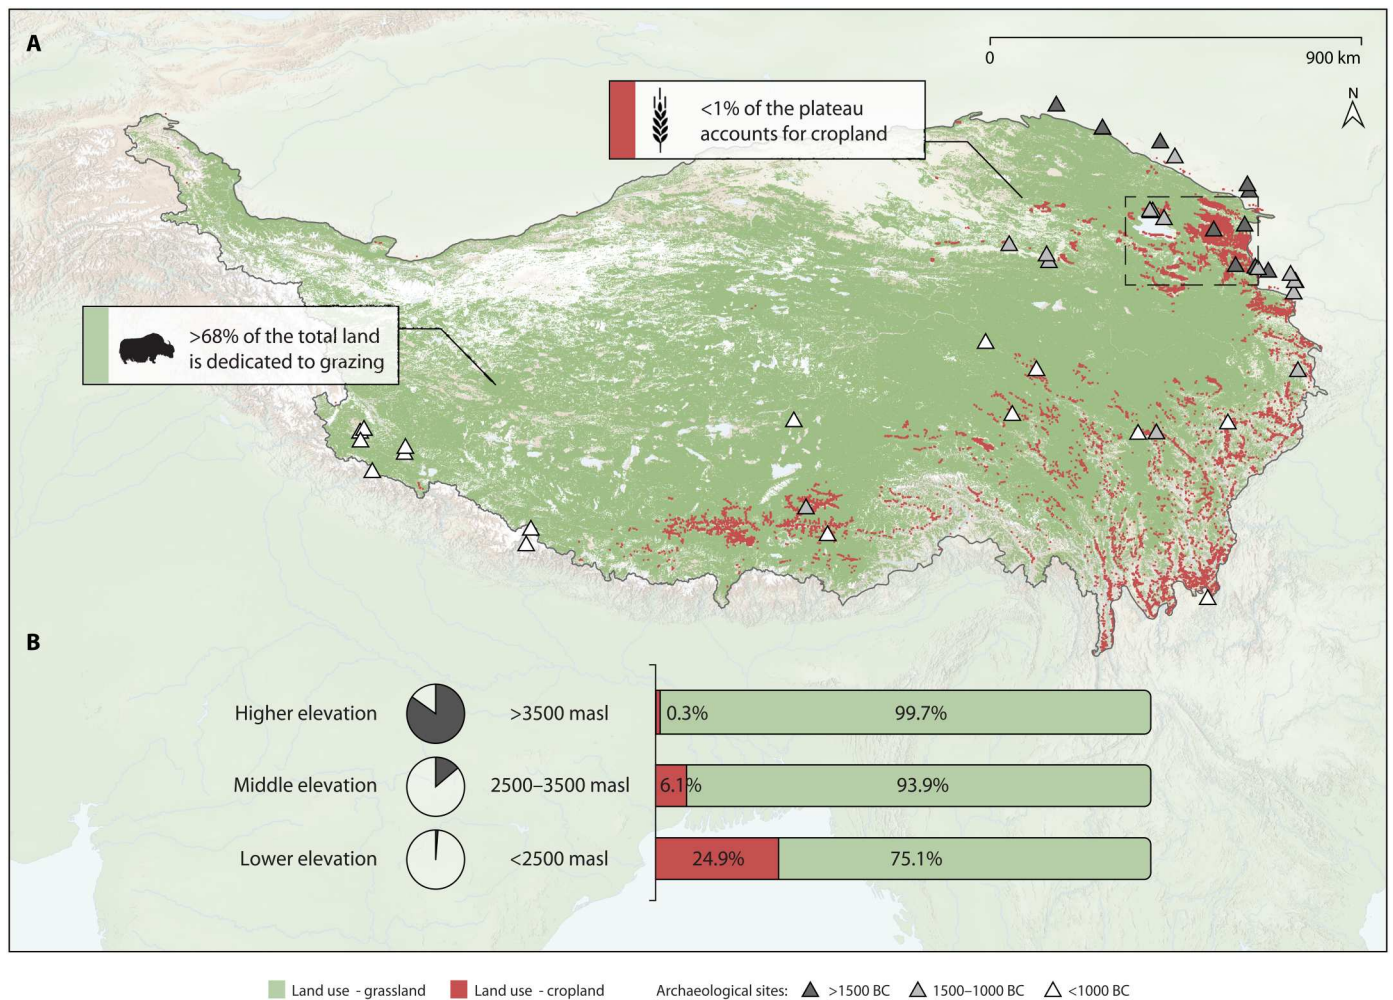 A
0
900 km
N
<1% of the plateau
accounts for cropland
>68% of the total land
is dedicated to grazing
B
Higher elevation >3500 masl 0.3% 99.7%
Middle elevation 2500–3500 masl 6.1% 93.9%
Lower elevation <2500 masl 24.9% 75.1%
Land use - grassland Land use - cropland Archaeological sites: >1500 BC 1500–1000 BC <1000 BC